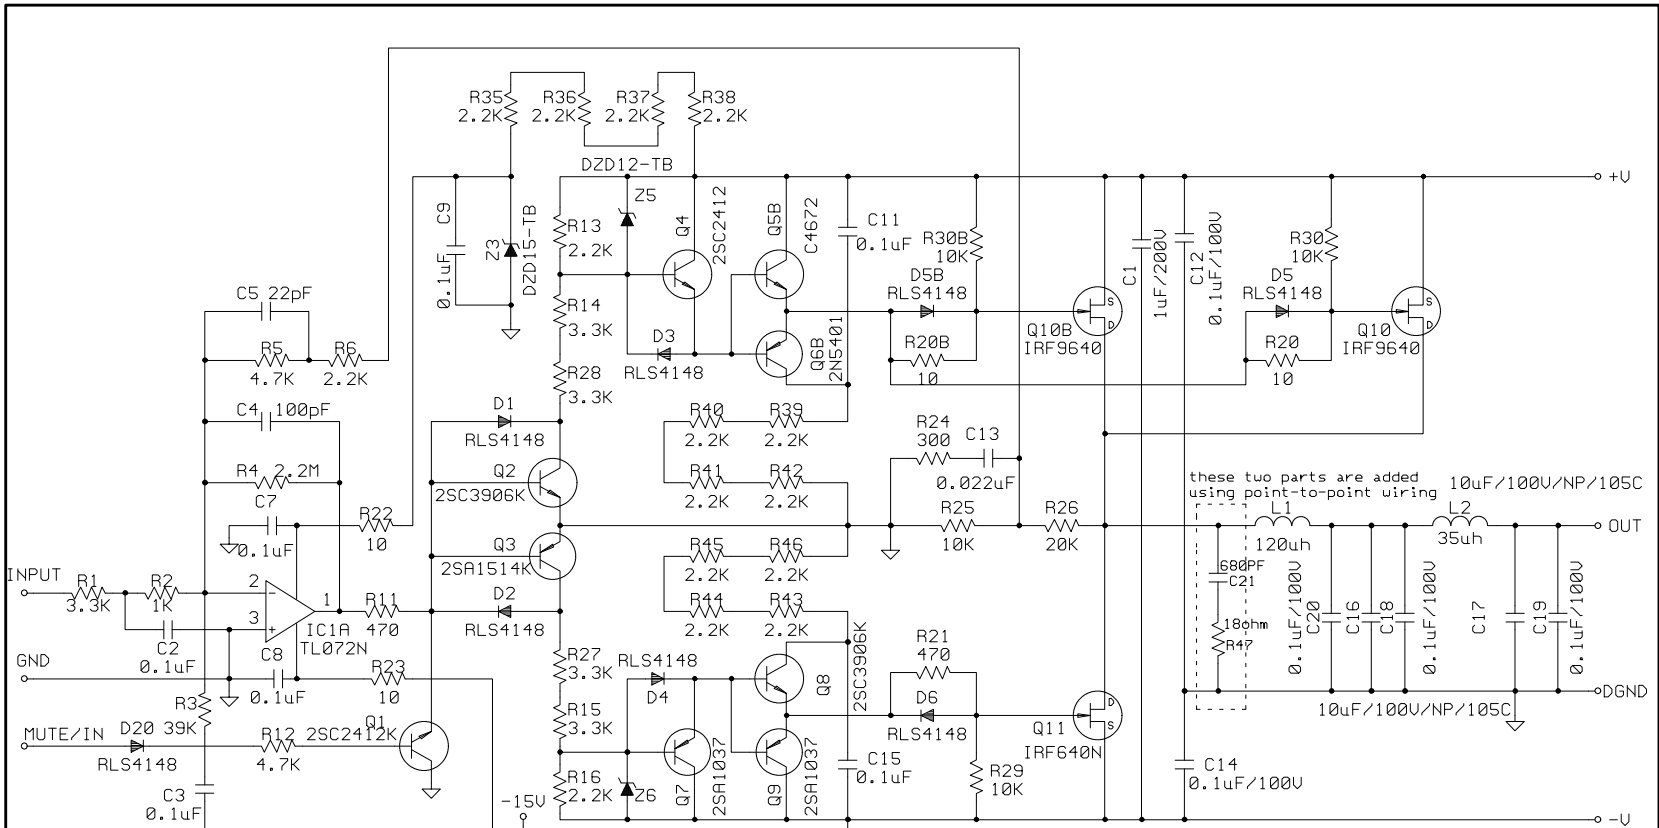 R35
2.2K
R36
2.2K
R37
2.2K
R38
2.2K
DZD12-TB
+V
C9
0.1uF
Z3
DZD15-TB
R13
2.2K
Z5
Q4
2SC2412
Q5B
C4672
C11
0.1uF
R30B
10K
C1
1uF/200V
C12
0.1uF/100V
R30
10K
D5B
RLS4148
D5
RLS4148
C5 22pF
R14
3.3K
D3
RLS4148
Q6B
2N5401
R20B
10
Q10B
IRF9640
S
D
R20
10
Q10
IRF9640
S
D
R5
4.7K
R6
2.2K
R28
3.3K
C4 100pF
D1
RLS4148
R40
2.2K
R39
2.2K
R24
300
C13
0.022uF
R4 2.2M
Q2
2SC3906K
R41
2.2K
R42
2.2K
these two parts are added
using point-to-point wiring
10uF/100V/NP/105C
C7
0.1uF
R22
10
R25
10K
R26
20K
L1
120uh
L2
35uh
OUT
Q3
2SA1514K
R45
2.2K
R46
2.2K
680PF
C21
INPUT
R1
3.3K
R2
1K
2
3
1
-
+
IC1A
TL072N
R11
470
D2
RLS4148
R44
2.2K
R43
2.2K
0.1uF/100V
C20
C16
C18
0.1uF/100V
C17
C19
0.1uF/100V
18ohm
R47
C2
0.1uF
GND
C8
0.1uF
R23
10
R27
3.3K
RLS4148
D4
Q8
2SC3906K
R21
470
D6
RLS4148
D
S
Q11
IRF640N
DGND
10uF/100V/NP/105C
R3
39K
MUTE/IN
D20
RLS4148
R12
4.7K
Q1
2SC2412K
R15
3.3K
R16
2.2K
Z6
Q7
2SA1037
Q9
2SA1037
C15
0.1uF
R29
10K
C14
0.1uF/100V
C3
0.1uF
-15V
-V